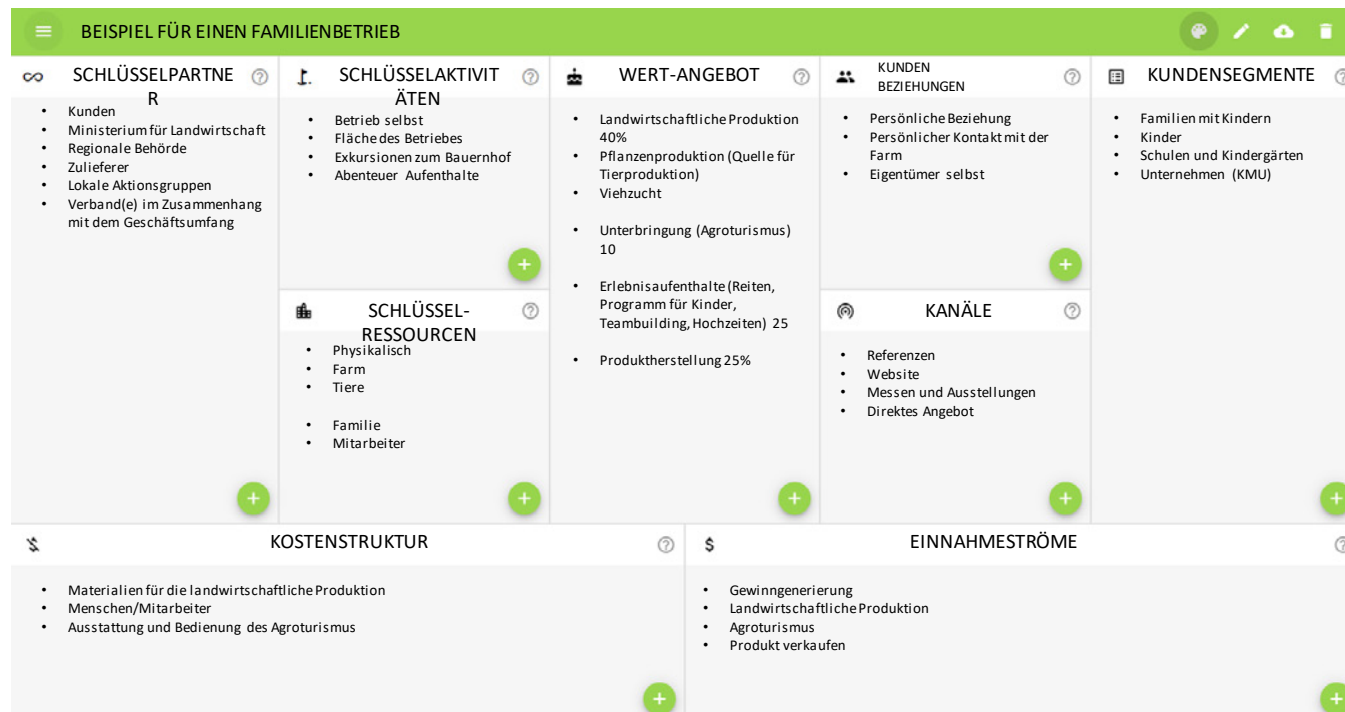 BEISPIEL FÜR EINEN FAMILIENBETRIEB
SCHLÜSSELPARTNE
R
• Kunden
• Ministerium für Landwirtschaft
• Regionale Behörde
• Zulieferer
• Lokale Aktionsgruppen
• Verband(e) im Zusammenhang
mit dem Geschäftsumfang
SCHLÜSSELAKTIVIT
ÄTEN
• Betrieb selbst
• Fläche des Betriebes
• Exkursionen zum Bauernhof
• Abenteuer Aufenthalte
SCHLÜSSEL-
RESSOURCEN
• Physikalisch
• Farm
• Tiere
• Familie
• Mitarbeiter
WERT-ANGEBOT
• Landwirtschaftliche Produktion
40%
• Pflanzenproduktion (Quelle für
Tierproduktion)
• Viehzucht
• Unterbringung (Agroturismus)
10
• Erlebnisaufenthalte (Reiten,
Programm für Kinder,
Teambuilding, Hochzeiten) 25
• Produktherstellung 25%
KUNDEN
BEZIEHUNGEN
• Persönliche Beziehung
• Persönlicher Kontakt mit der
Farm
• Eigentümer selbst
KANÄLE
• Referenzen
• Website
• Messen und Ausstellungen
• Direktes Angebot
KUNDENSEGMENTE
• Familien mit Kindern
• Kinder
• Schulen und Kindergärten
• Unternehmen (KMU)
KOSTENSTRUKTUR
• Materialien für die landwirtschaftliche Produktion
• Menschen/Mitarbeiter
• Ausstattung und Bedienung des Agroturismus
EINNAHMESTRÖME
• Gewinngenerierung
• Landwirtschaftliche Produktion
• Agroturismus
• Produkt verkaufen